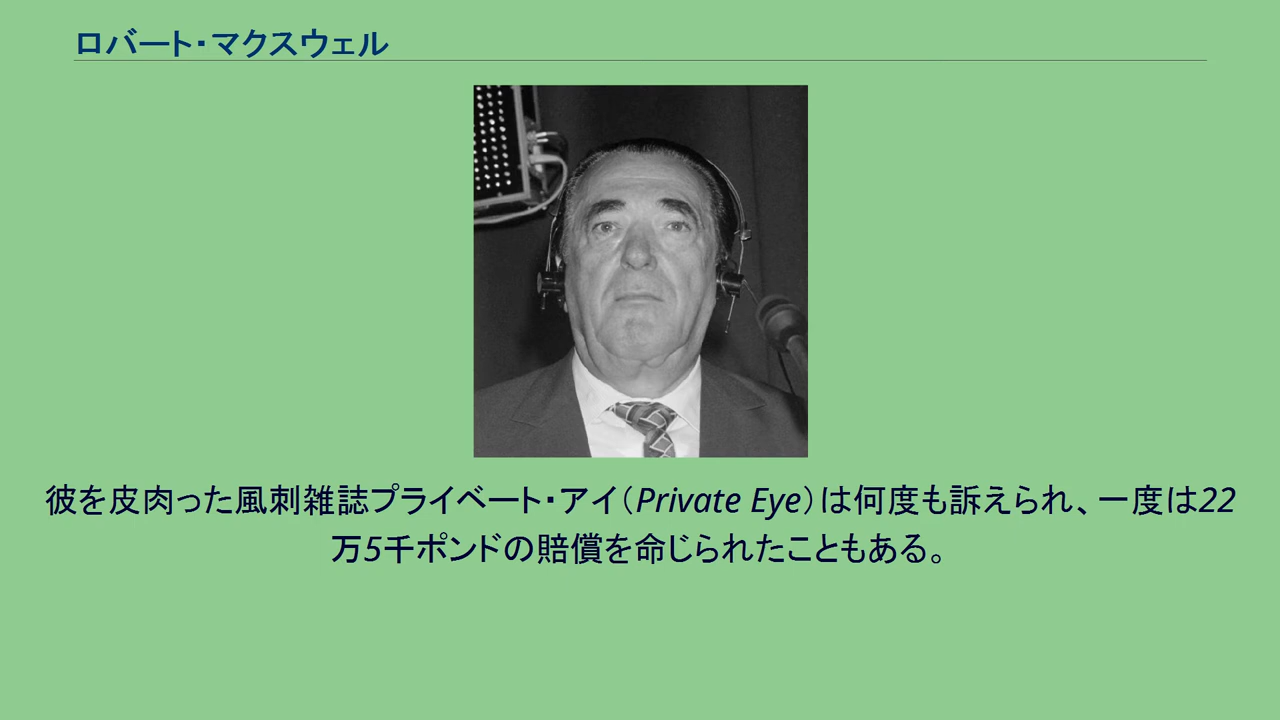 ロバート・マクスウェル
彼を皮肉った風刺雑誌プライベート・アイ（Private Eye）は何度も訴えられ、一度は22
万5千ポンドの賠償を命じられたこともある。